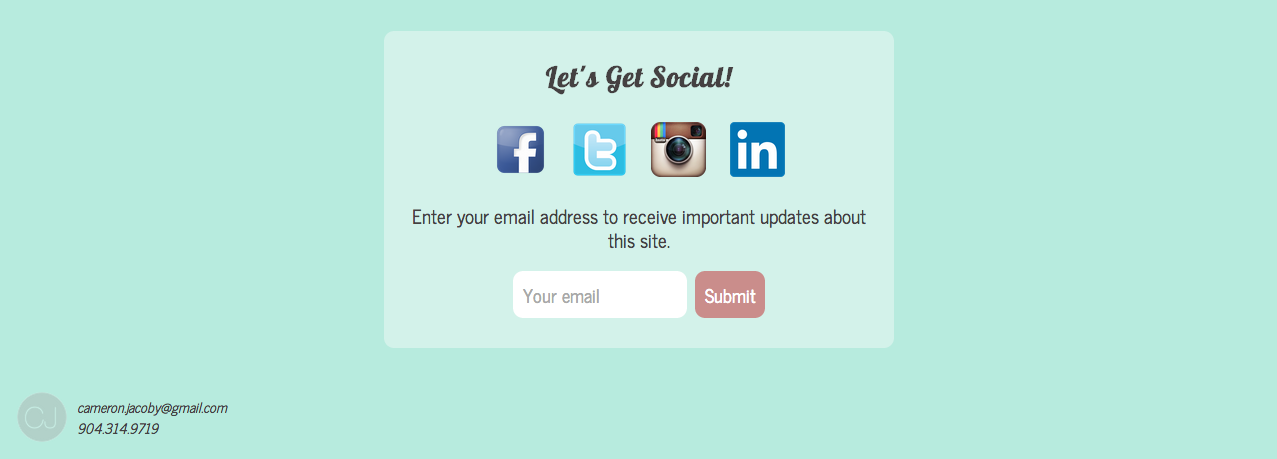 Let's Get Social!
f t in
Enter your email address to receive important updates about
this site.
Your email Submit
CJ cameron.jacoby@gmail.com
904.314.9719